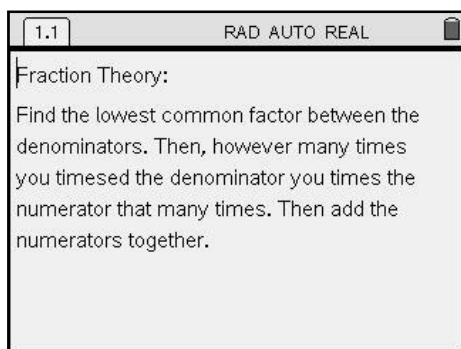 1.1 RAD AUTO REAL
Fraction Theory:
Find the lowest common factor between the
denominators. Then, however many times
you timesed the denominator you times the
numerator that many times. Then add the
numerators together.